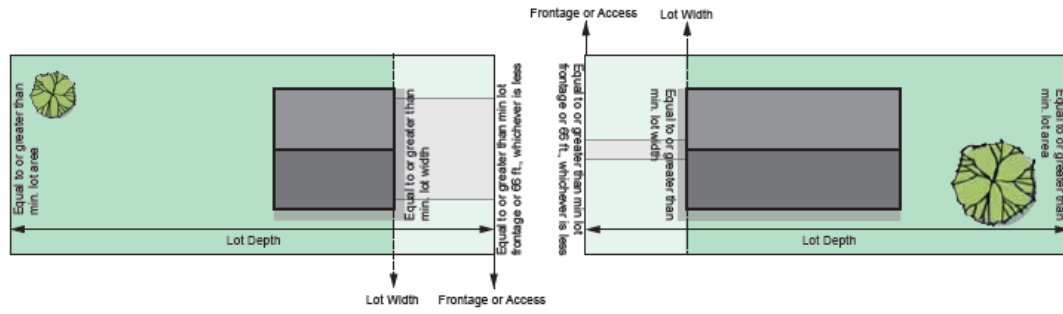 Frontage or Access
Lot Width
Equal to or greater than
min. lot area
Equal to or greater than
min. lot width
Equal to or greater than min lot
frontage or 66 ft., whichever is less
Lot Depth
Lot Width
Frontage or Access
Equal to or greater than min lot
frontage or 66 ft., whichever is less
Equal to or greater than
min. lot width
Equal to or greater than
min. lot area
Lot Depth